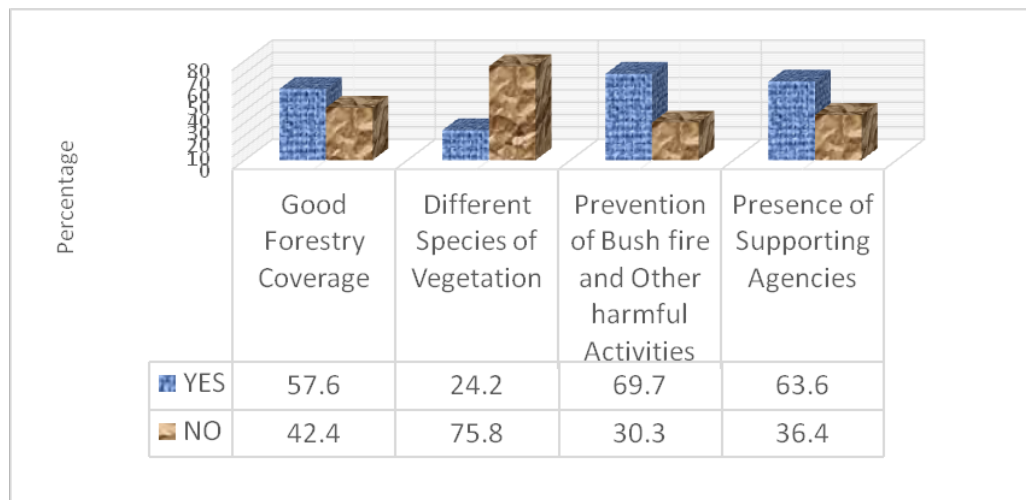 Percentage
80
70
60
50
40
30
20
10
0
Good
Forestry
Coverage
Different
Species of
Vegetation
Prevention
of Bush fire
and Other
harmful
Activities
Presence of
Supporting
Agencies
YES 57.6 24.2 69.7 63.6
NO 42.4 75.8 30.3 36.4